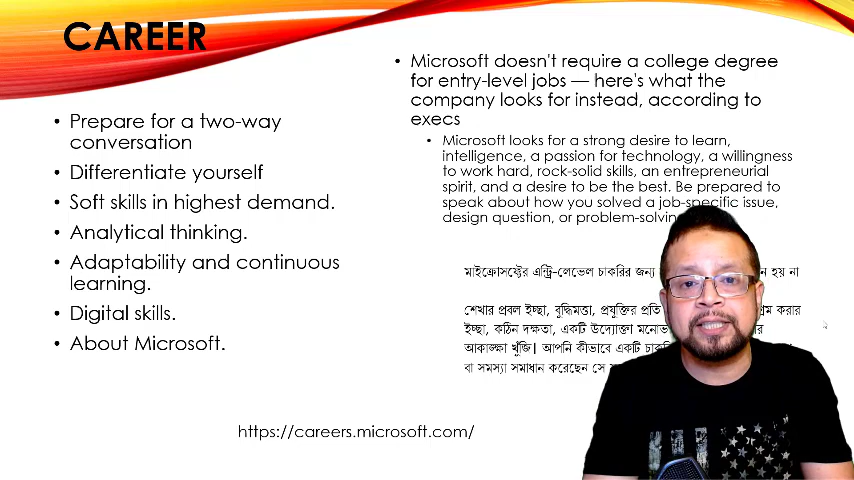 CAREER
• Prepare for a two-way
conversation
• Differentiate yourself
• Soft skills in highest demand.
• Analytical thinking.
• Adaptability and continuous
learning.
• Digital skills.
• About Microsoft.
• Microsoft doesn't require a college degree
for entry-level jobs — here's what the
company looks for instead, according to
execs
• Microsoft looks for a strong desire to learn,
intelligence, a passion for technology, a willingness
to work hard, rock-solid skills, an entrepreneurial
spirit, and a desire to be the best. Be prepared to
speak about how you solved a job-specific issue,
design question, or
মাইক্রোসফ্টের এন্ট্রি-লেভেল চাকরির জন্য হয় না
শেখার প্রবল ইচ্ছা, বুদ্ধিমত্তা, প্রযুক্তির প্রতি করার
ইচ্ছা, কঠিন দক্ষতা, একটি উদ্যোক্তা
আকাঙ্ক্ষা খুঁজি| আপনি কীভাবে একটি
বা সমস্যা সমাধান করেছেন সে
https://careers.microsoft.com/